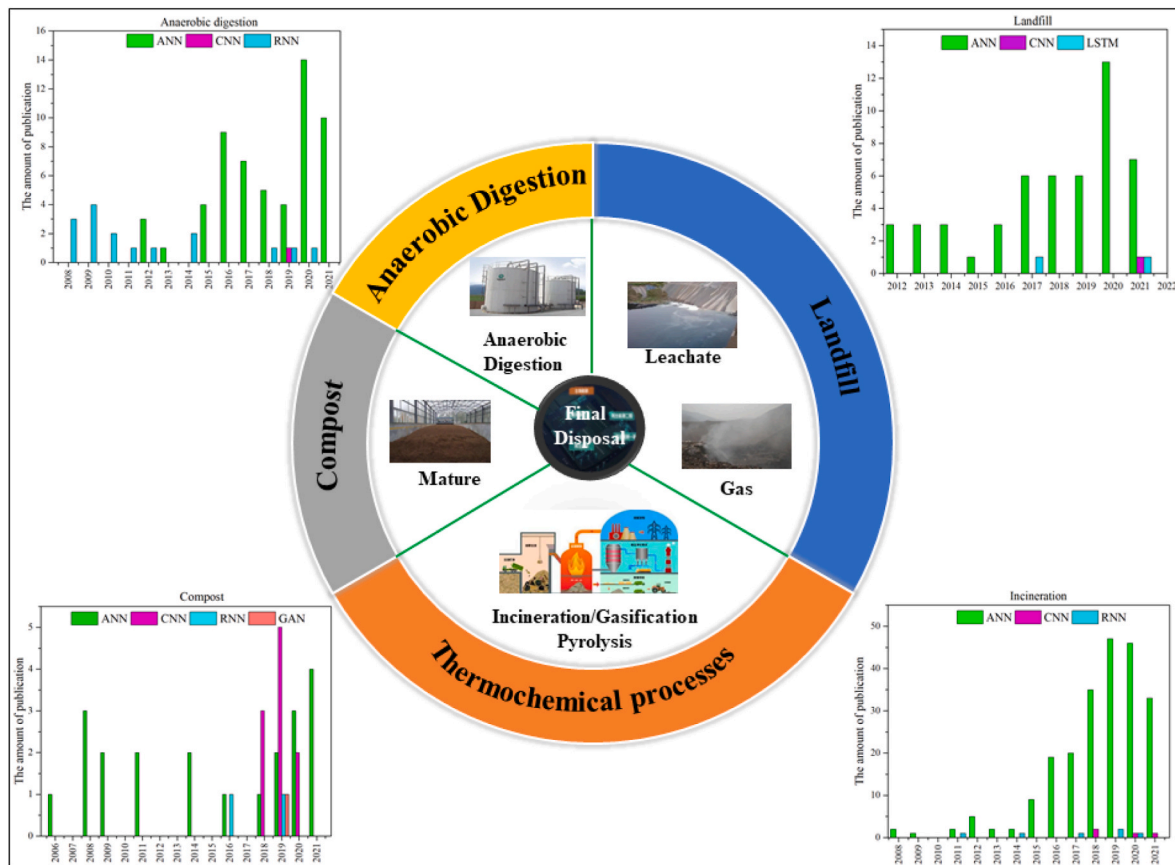 Anaerobic digestion
ANN CNN RNN
The amount of publication
16
14
12
10
8
6
4
2
0
2008 2009 2010 2011 2012 2013 2014 2015 2016 2017 2018 2019 2020 2021
Landfill
ANN CNN LSTM
The amount of publication
14
12
10
8
6
4
2
0
2012 2013 2014 2015 2016 2017 2018 2019 2020 2021 2022
Anaerobic Digestion
Landfill
Compost
Thermochemical processes
Anaerobic
Digestion
Leachate
Final
Disposal
Mature
Gas
Incineration/Gasification
Pyrolysis
Compost
ANN CNN RNN GAN
The amount of publication
5
4
3
2
1
0
2006 2007 2008 2009 2010 2011 2012 2013 2014 2015 2016 2017 2018 2019 2020 2021
Incineration
ANN CNN RNN
The amount of publication
50
40
30
20
10
0
2008 2009 2010 2011 2012 2013 2014 2015 2016 2017 2018 2019 2020 2021